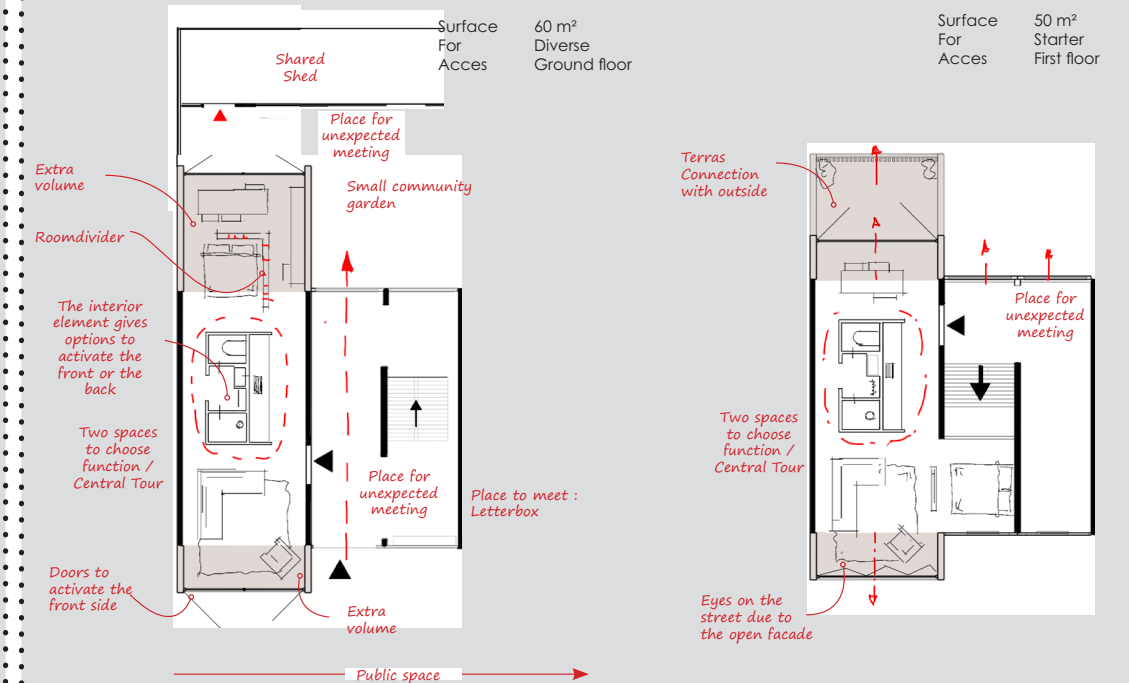 Surface 60 m²
For Diverse
Acces Ground floor
Shared
Shed
Place for
unexpected
meeting
Extra
volume
Small community
garden
Roomdivider
The interior
element gives
options to
activate the
front or the
back
Two spaces
to choose
function /
Central Tour
Place for
unexpected
meeting
Place to meet :
Letterbox
Doors to
activate the
front side
Extra
volume
Public space
Surface 50 m²
For Starter
Acces First floor
Terras
Connection
with outside
Place for
unexpected
meeting
Two spaces
to choose
function /
Central Tour
Eyes on the
street due to
the open facade